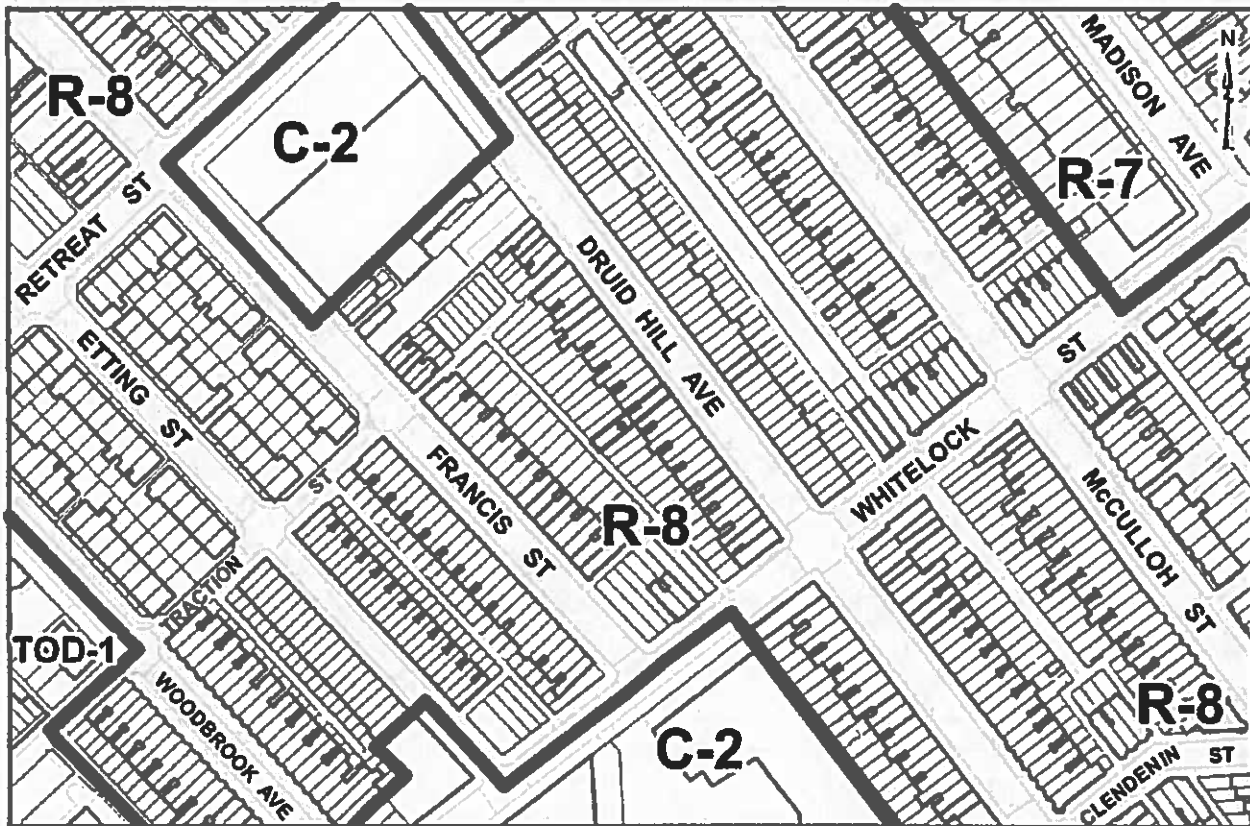 N
MADISON AVE
R-8
C-2
R-7
RETREAT ST
DRUID HILL AVE
ETTING ST
ST
WHITELOCK
FRANCIS ST
McCULLOH ST
R-8
ST
TRACTION
TOD-1
WOODBROOK AVE
R-8
C-2
CLENDENIN ST